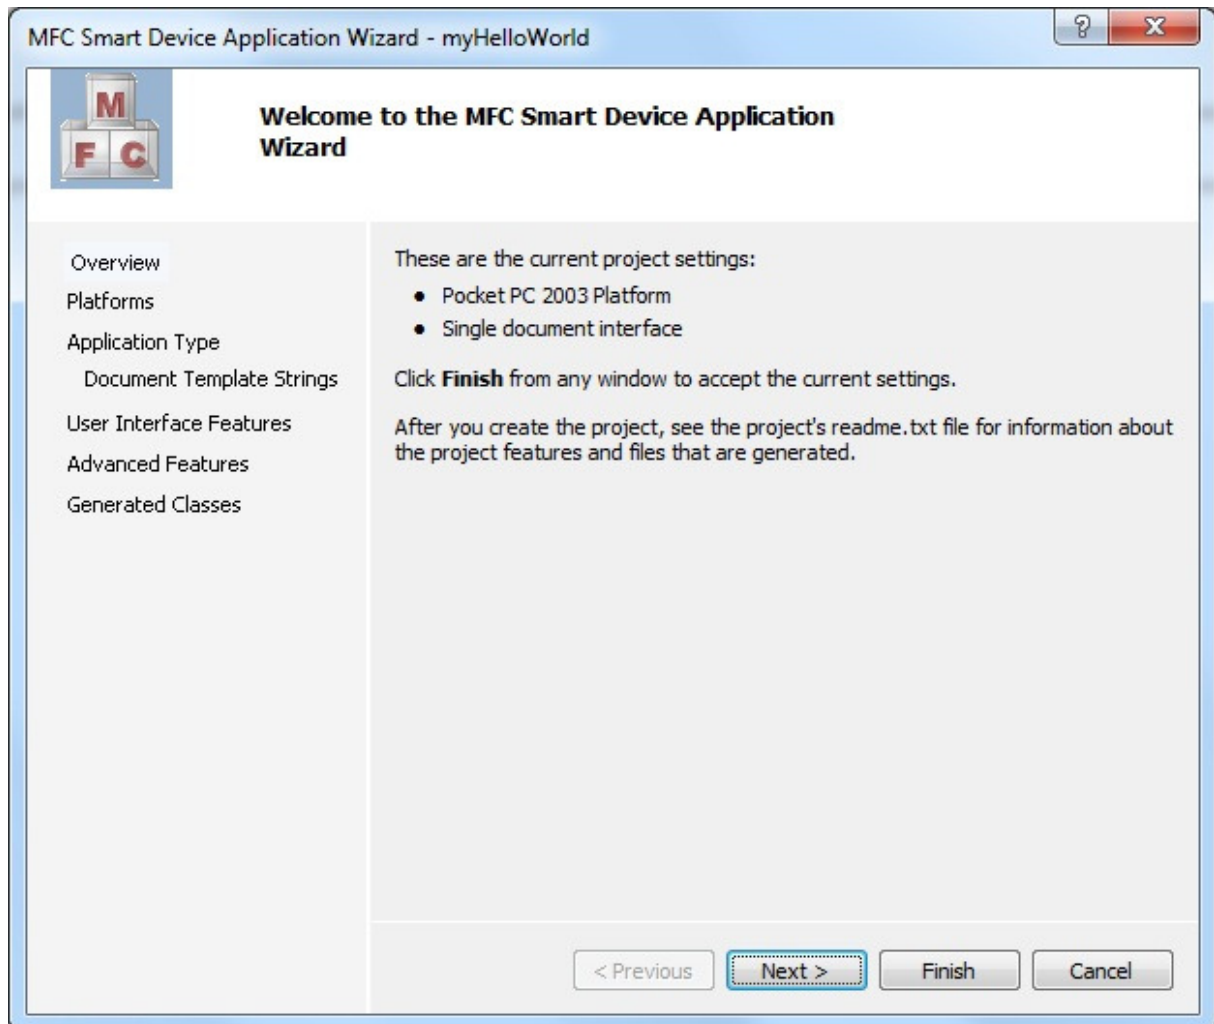 MFC Smart Device Application Wizard - myHelloWorld
?
X
M
F C
Welcome to the MFC Smart Device Application
Wizard
Overview
Platforms
Application Type
Document Template Strings
User Interface Features
Advanced Features
Generated Classes
These are the current project settings:
• Pocket PC 2003 Platform
• Single document interface
Click Finish from any window to accept the current settings.
After you create the project, see the project's readme.txt file for information about
the project features and files that are generated.
< Previous Next > Finish Cancel